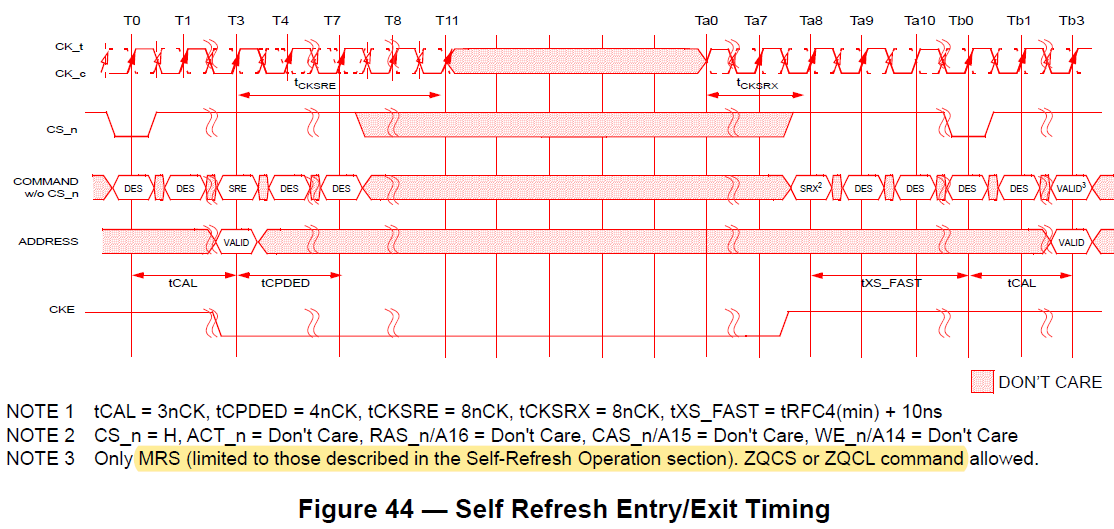 T0 T1 T3 T4 T7 T8 T11 Ta0 Ta7 Ta8 Ta9 Ta10 Tb0 Tb1 Tb3
CK_t
CK_c
tCKSRE tCKSRX
CS_n
COMMAND
w/o CS_n
DES DES SRE DES DES SRX2 DES DES DES DES VALID3
ADDRESS
VALID VALID
tCAL tCPDED tXS_FAST tCAL
CKE
DON'T CARE
NOTE 1 tCAL = 3nCK, tCPDED = 4nCK, tCKSRE = 8nCK, tCKSRX = 8nCK, tXS_FAST = tRFC4(min) + 10ns
NOTE 2 CS_n = H, ACT_n = Don't Care, RAS_n/A16 = Don't Care, CAS_n/A15 = Don't Care, WE_n/A14 = Don't Care
NOTE 3 Only MRS (limited to those described in the Self-Refresh Operation section). ZQCS or ZQCL command allowed.
Figure 44 — Self Refresh Entry/Exit Timing